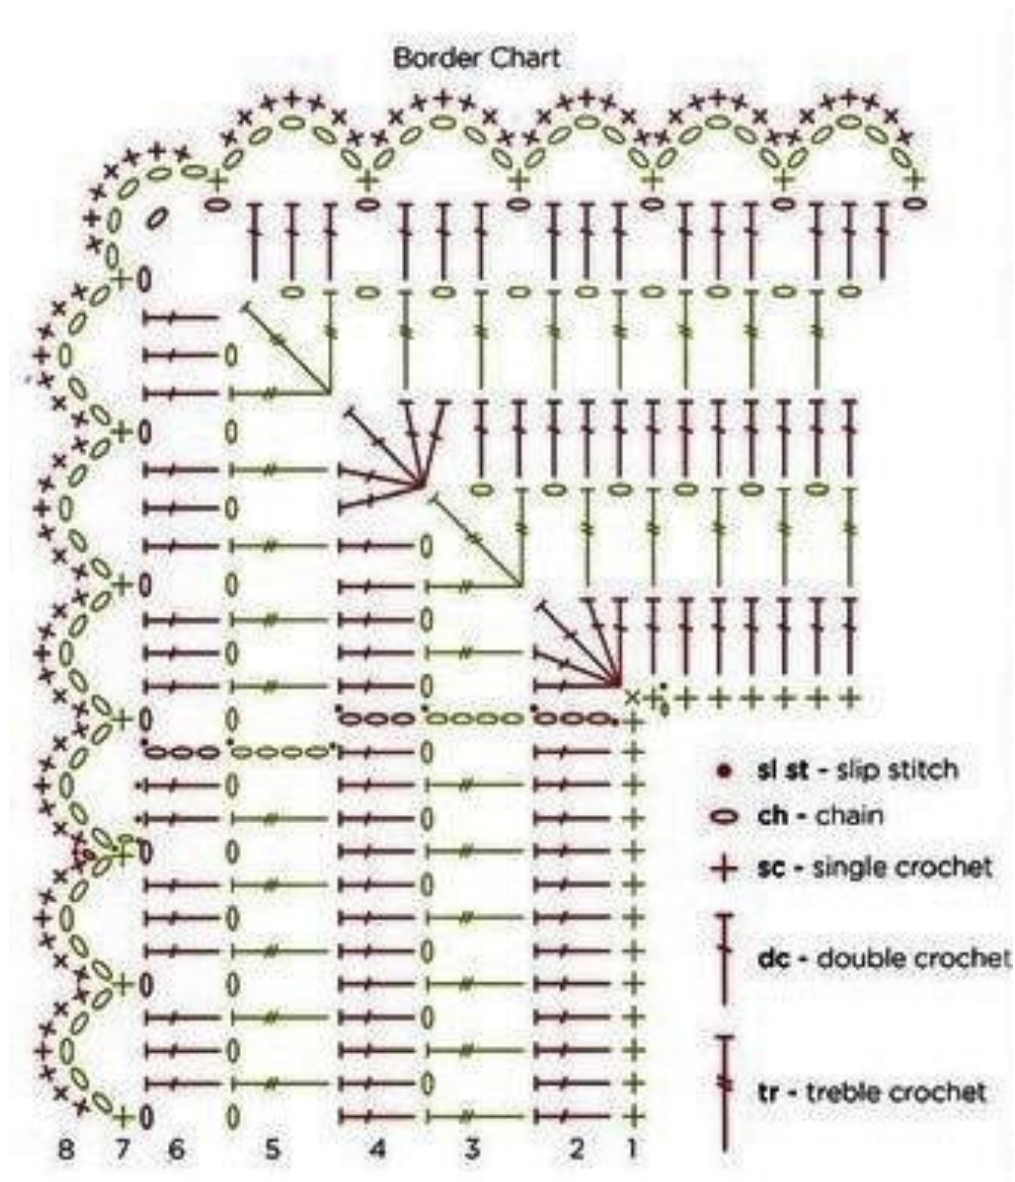 Border Chart
sl st - slip stitch
ch - chain
sc - single crochet
dc - double crochet
tr - treble crochet
8 7 6 5 4 3 2 1